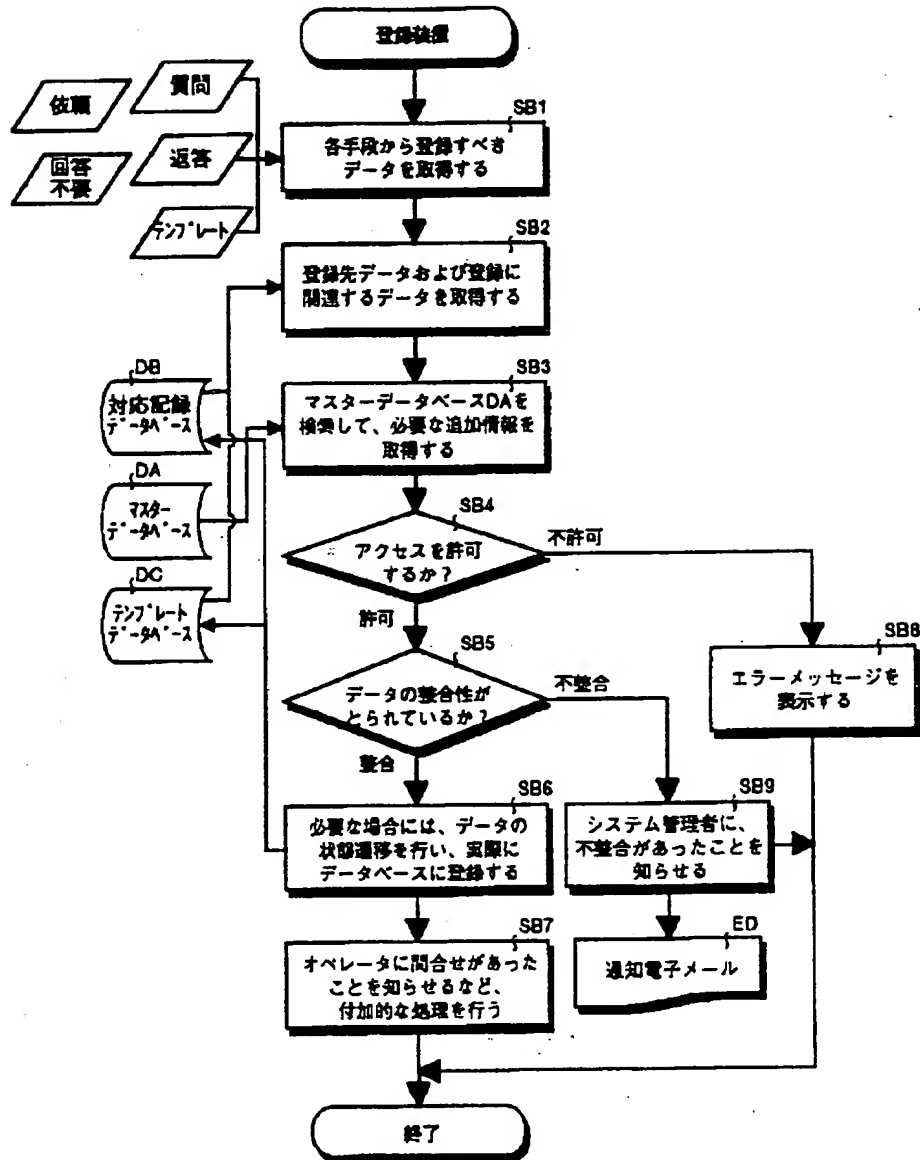 登録装置
依頼
質問
回答
不要
返答
テンプレート
SB1
各手段から登録すべき
データを取得する
SB2
登録先データおよび登録に
関連するデータを取得する
DB
対応記録
データベース
DA
マスター
データベース
DC
テンプレート
データベース
SB3
マスターデータベースDAを
検索して、必要な追加情報を
取得する
SB4
アクセスを許可
するか?
不許可
許可
SB5
データの整合性が
とられているか?
不整合
整合
SB8
エラーメッセージを
表示する
SB6
必要な場合には、データの
状態遷移を行い、実際に
データベースに登録する
SB9
システム管理者に、
不整合があったことを
知らせる
SB7
オペレータに問合せがあった
ことを知らせるなど、
付加的な処理を行う
ED
通知電子メール
終了